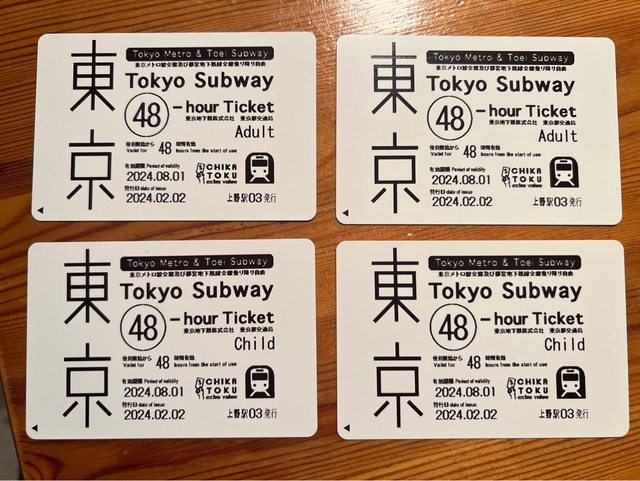 東京
Tokyo Metro & Toei Subway
東京メトロ線全線及び都営地下鉄線全線乗り降り自由
Tokyo Subway
48 -hour Ticket
東京地下鉄株式会社 東京都交通局
Adult
使用開始から 48 時間有効
Valid for hours from the start of use
有効期限 Period of validity
2024.08.01
発行日 date of issue
2024.02.02
CHIKA
TOKU
extra value
上野駅03発行
東京
Tokyo Metro & Toei Subway
東京メトロ線全線及び都営地下鉄線全線乗り降り自由
Tokyo Subway
48 -hour Ticket
東京地下鉄株式会社 東京都交通局
Adult
使用開始から 48 時間有効
Valid for hours from the start of use
有効期限 Period of validity
2024.08.01
発行日 date of issue
2024.02.02
CHIKA
TOKU
extra value
上野駅03発行
東京
Tokyo Metro & Toei Subway
東京メトロ線全線及び都営地下鉄線全線乗り降り自由
Tokyo Subway
48 -hour Ticket
東京地下鉄株式会社 東京都交通局
Child
使用開始から 48 時間有効
Valid for hours from the start of use
有効期限 Period of validity
2024.08.01
発行日 date of issue
2024.02.02
CHIKA
TOKU
extra value
上野駅03発行
東京
Tokyo Metro & Toei Subway
東京メトロ線全線及び都営地下鉄線全線乗り降り自由
Tokyo Subway
48 -hour Ticket
東京地下鉄株式会社 東京都交通局
Child
使用開始から 48 時間有効
Valid for hours from the start of use
有効期限 Period of validity
2024.08.01
発行日 date of issue
2024.02.02
CHIKA
TOKU
extra value
上野駅03発行